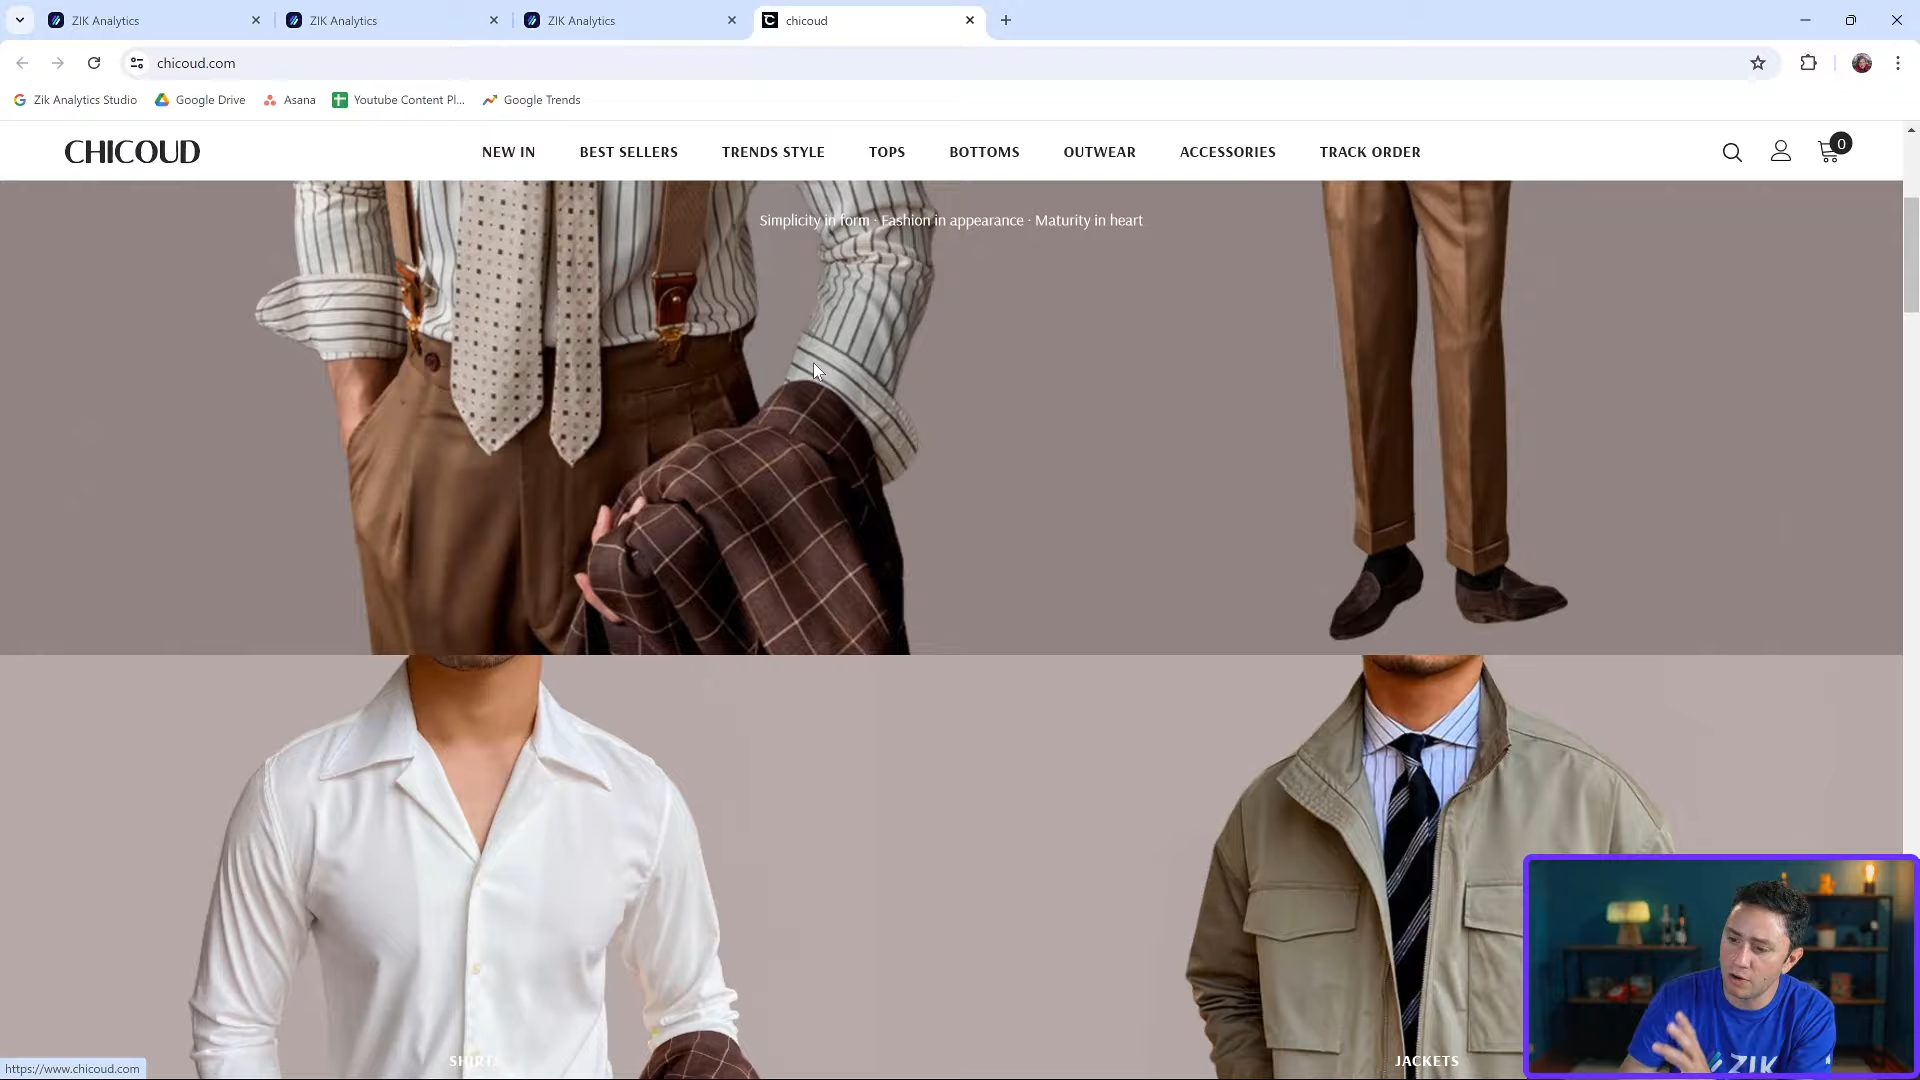 ZIK Analytics
ZIK Analytics
ZIK Analytics
chicoud
chicoud.com
Zik Analytics Studio
Google Drive
Asana
Youtube Content Pl...
Google Trends
CHICOUD
NEW IN
BEST SELLERS
TRENDS STYLE
TOPS
BOTTOMS
OUTWEAR
ACCESSORIES
TRACK ORDER
0
Simplicity in form · Fashion in appearance · Maturity in heart
SHIRTS
JACKETS
ZIK
https://www.chicoud.com